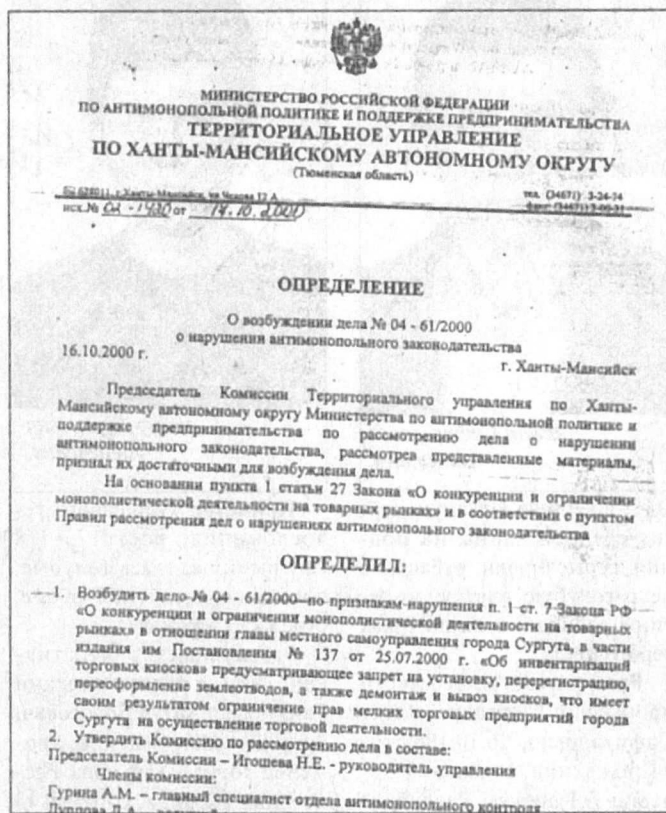 МИНИСТЕРСТВО РОССИЙСКОЙ ФЕДЕРАЦИИ
ПО АНТИМОНОПОЛЬНОЙ ПОЛИТИКЕ И ПОДДЕРЖКЕ ПРЕДПРИНИМАТЕЛЬСТВА
ТЕРРИТОРИАЛЬНОЕ УПРАВЛЕНИЕ
ПО ХАНТЫ-МАНСИЙСКОМУ АВТОНОМНОМУ ОКРУГУ
(Тюменская область)
г. Ханты-Мансийск, ул. Чехова 12 А
тел. (34671) 3-24-74
исх.№ 01-1420 от 17.10.2000
ОПРЕДЕЛЕНИЕ
О возбуждении дела № 04 - 61/2000
о нарушения антимонопольного законодательства
16.10.2000 г.
г. Ханты-Мансийск
Председатель Комиссии Территориального управления по Ханты-
Мансийскому автономному округу Министерства по антимонопольной политике и
поддержке предпринимательства по рассмотрению дела о нарушении
антимонопольного законодательства, рассмотрев представленные материалы,
признал их достаточными для возбуждения дела.
На основании пункта 1 статьи 27 Закона «О конкуренции и ограничении
монополистической деятельности на товарных рынках» и в соответствии с пунктом
Правил рассмотрения дел о нарушениях антимонопольного законодательства
ОПРЕДЕЛИЛ:
1 Возбудить дело № 04 - 61/2000 по признакам нарушения п. 1 ст. 7 Закона РФ
«О конкуренции и ограничении монополистической деятельности на товарных
рынках» в отношении главы местного самоуправления города Сургута, в части
издания им Постановления № 137 от 25.07.2000 г. «Об инвентаризации
торговых киосков» предусматривающее запрет на установку, перерегистрацию,
переоформление землеотводов, а также демонтаж и вывоз киосков, что имеет
своим результатом ограничение прав мелких торговых предприятий города
Сургута на осуществление торговой деятельности.
2 Утвердить Комиссию по рассмотрению дела в составе:
Председатель Комиссии – Игошева Н.Е. - руководитель управления
Члены комиссии:
Гурина А.М. – главный специалист отдела антимонопольного контроля